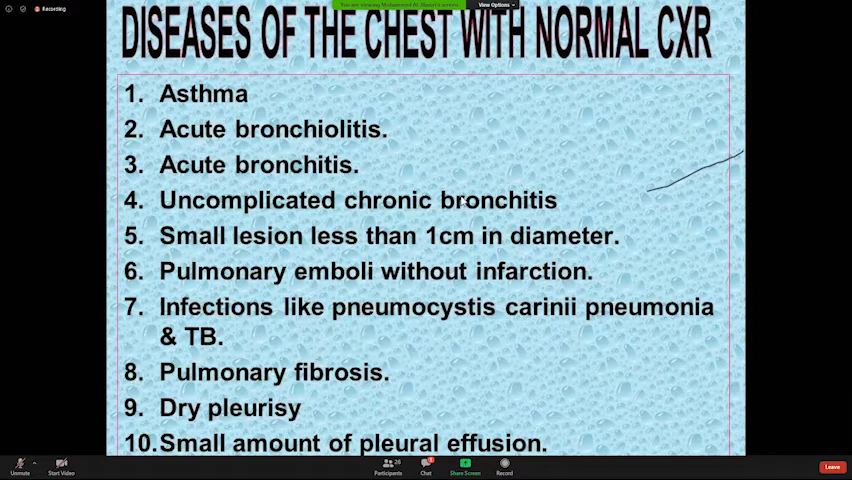 Recording
View Options
DISEASES OF THE CHEST WITH NORMAL CXR
1. Asthma
2. Acute bronchiolitis.
3. Acute bronchitis.
4. Uncomplicated chronic bronchitis
5. Small lesion less than 1cm in diameter.
6. Pulmonary emboli without infarction.
7. Infections like pneumocystis carinii pneumonia
& TB.
8. Pulmonary fibrosis.
9. Dry pleurisy
10. Small amount of pleural effusion.
Unmute
Start Video
Participants
26
Chat
Share Screen
Record
Leave